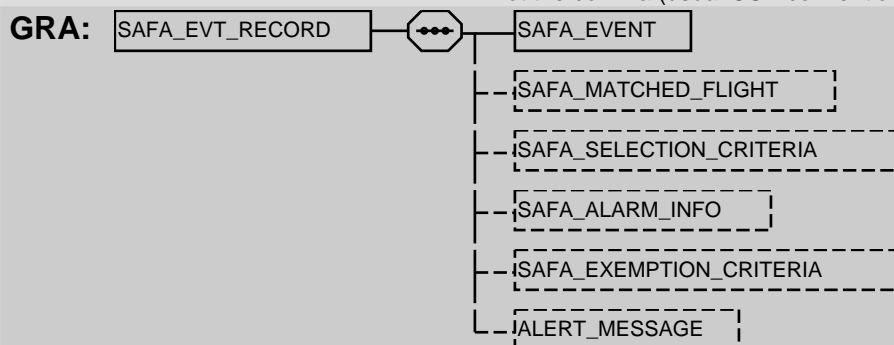 GRA:
SAFA_EVT_RECORD
SAFA_EVENT
SAFA_MATCHED_FLIGHT
SAFA_SELECTION_CRITERIA
SAFA_ALARM_INFO
SAFA_EXEMPTION_CRITERIA
ALERT_MESSAGE